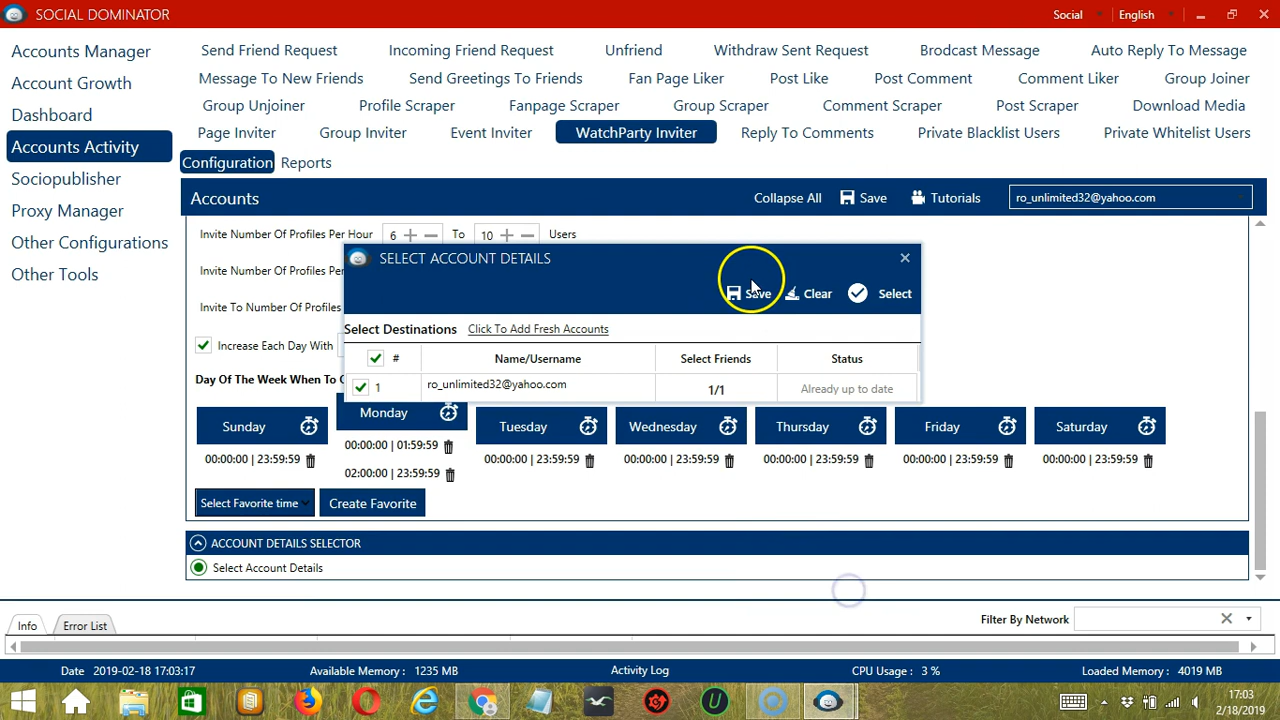 SOCIAL DOMINATOR Social English
Accounts Manager
Account Growth
Dashboard
Accounts Activity
Sociopublisher
Proxy Manager
Other Configurations
Other Tools
Send Friend Request Incoming Friend Request Unfriend Withdraw Sent Request Brodcast Message Auto Reply To Message
Message To New Friends Send Greetings To Friends Fan Page Liker Post Like Post Comment Comment Liker Group Joiner
Group Unjoiner Profile Scraper Fanpage Scraper Group Scraper Comment Scraper Post Scraper Download Media
Page Inviter Group Inviter Event Inviter WatchParty Inviter Reply To Comments Private Blacklist Users Private Whitelist Users
Configuration Reports
Accounts Collapse All Save Tutorials ro_unlimited32@yahoo.com
Invite Number Of Profiles Per Hour 6 + − To 10 + − Users
Invite Number Of Profiles Per
Invite To Number Of Profiles
Increase Each Day With
Day Of The Week When To
SELECT ACCOUNT DETAILS
Save Clear Select
Select Destinations Click To Add Fresh Accounts
# Name/Username Select Friends Status
1 ro_unlimited32@yahoo.com 1/1 Already up to date
Sunday Monday Tuesday Wednesday Thursday Friday Saturday
00:00:00 | 23:59:59 00:00:00 | 01:59:59 00:00:00 | 23:59:59 00:00:00 | 23:59:59 00:00:00 | 23:59:59 00:00:00 | 23:59:59 00:00:00 | 23:59:59
02:00:00 | 23:59:59
Select Favorite time Create Favorite
ACCOUNT DETAILS SELECTOR
Select Account Details
Info Error List Filter By Network
Date 2019-02-18 17:03:17 Available Memory : 1235 MB Activity Log CPU Usage : 3 % Loaded Memory : 4019 MB
17:03
2/18/2019